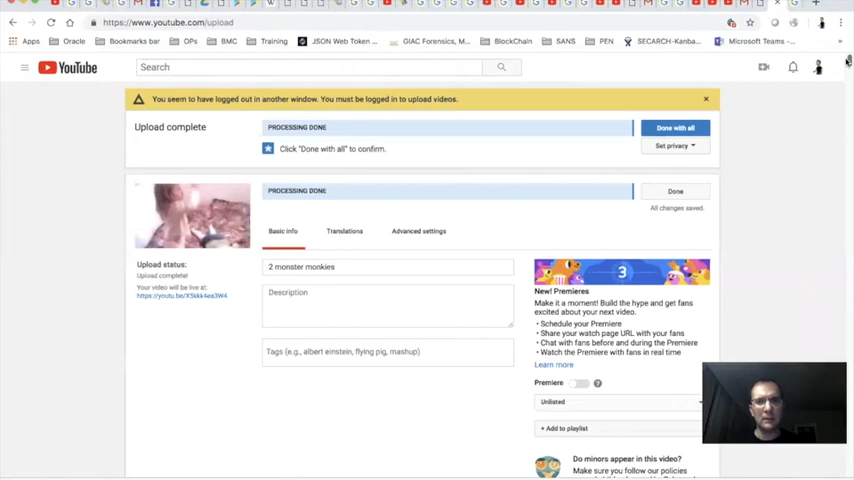 https://www.youtube.com/upload
Apps Oracle Bookmarks bar OPs BMC Training JSON Web Token ... GIAC Forensics, M... BlockChain SANS PEN SECARCH-Kanba... Microsoft Teams -... »
YouTube
Search
You seem to have logged out in another window. You must be logged in to upload videos.
Upload complete
PROCESSING DONE
Done with all
Click "Done with all" to confirm.
Set privacy
PROCESSING DONE
Done
All changes saved.
Basic info Translations Advanced settings
Upload status:
Upload complete!
Your video will be live at:
https://youtu.be/X5kkk4ea3W4
2 monster monkies
Description
Tags (e.g., albert einstein, flying pig, mashup)
3
New! Premieres
Make it a moment! Build the hype and get fans
excited about your next video.
• Schedule your Premiere
• Share your watch page URL with your fans
• Chat with fans before and during the Premiere
• Watch the Premiere with fans in real time
Learn more
Premiere ?
Unlisted
+ Add to playlist
Do minors appear in this video?
Make sure you follow our policies